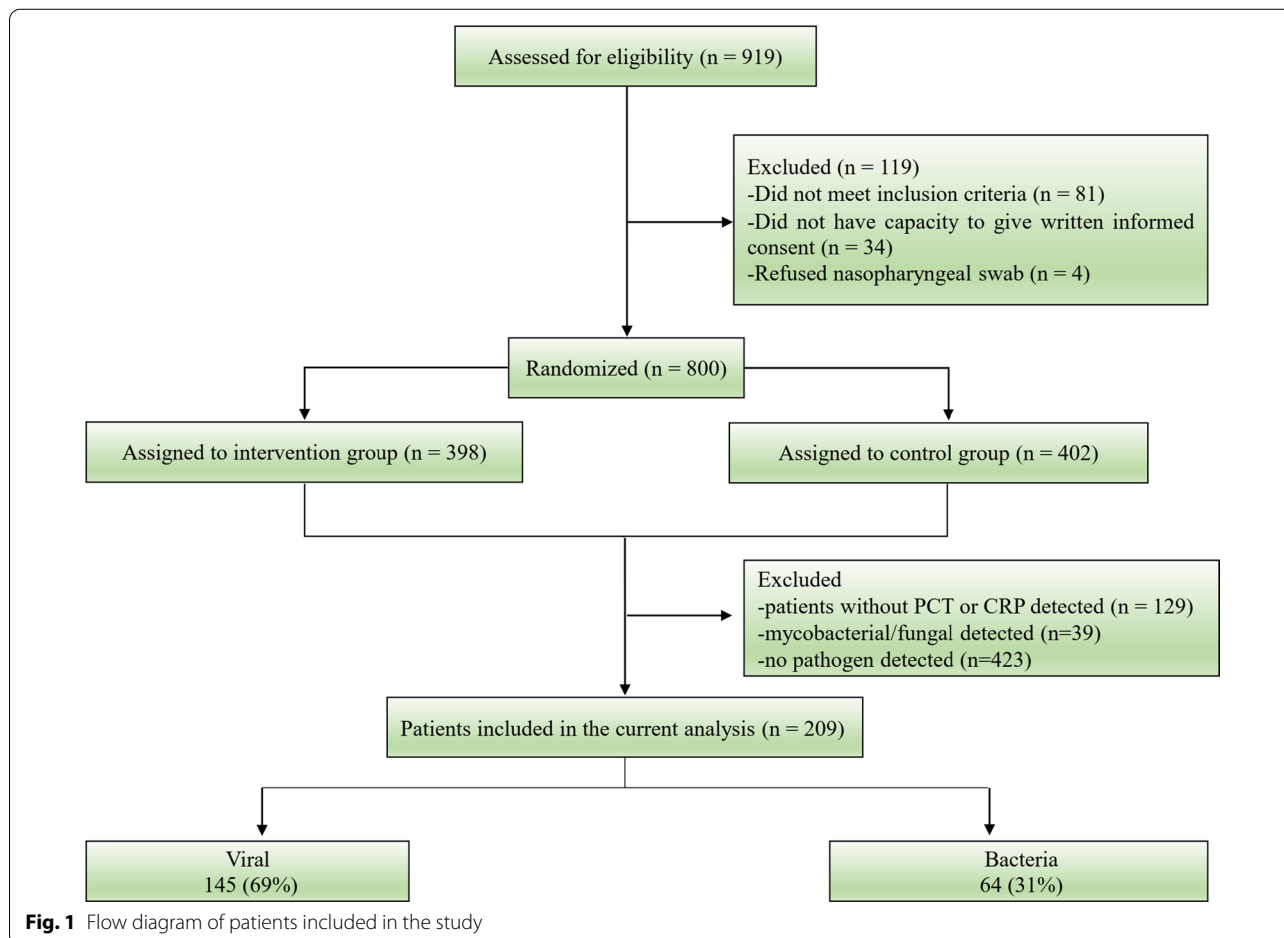 Assessed for eligibility (n = 919)
Excluded (n = 119)
-Did not meet inclusion criteria (n = 81)
-Did not have capacity to give written informed
consent (n = 34)
-Refused nasopharyngeal swab (n = 4)
Randomized (n = 800)
Assigned to intervention group (n = 398)
Assigned to control group (n = 402)
Excluded
-patients without PCT or CRP detected (n = 129)
-mycobacterial/fungal detected (n=39)
-no pathogen detected (n=423)
Patients included in the current analysis (n = 209)
Viral
145 (69%)
Bacteria
64 (31%)
Fig. 1 Flow diagram of patients included in the study